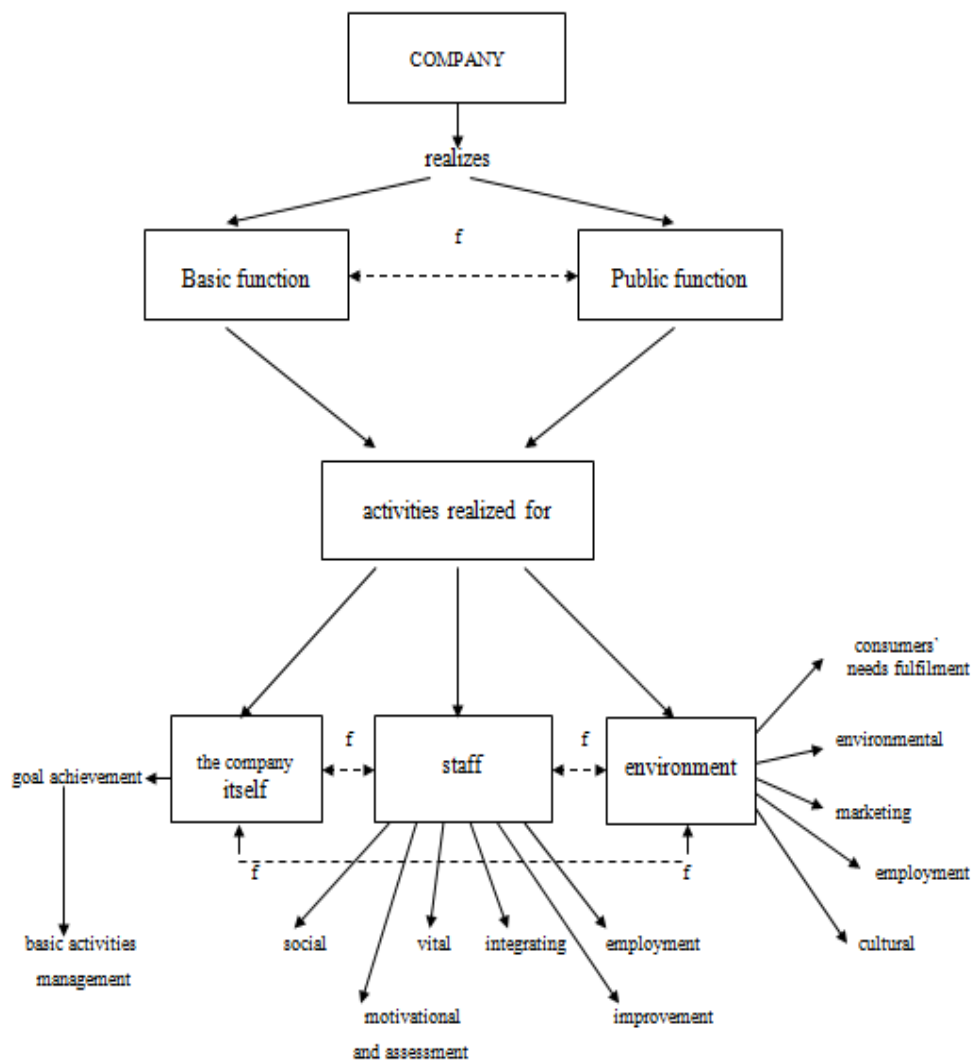 COMPANY
realizes
f
Basic function
Public function
activities realized for
consumers'
needs fulfilment
f
f
environmental
the company
itself
staff
environment
goal achievement
marketing
f
f
employment
basic activities
management
social
vital
integrating
employment
cultural
motivational
and assessment
improvement